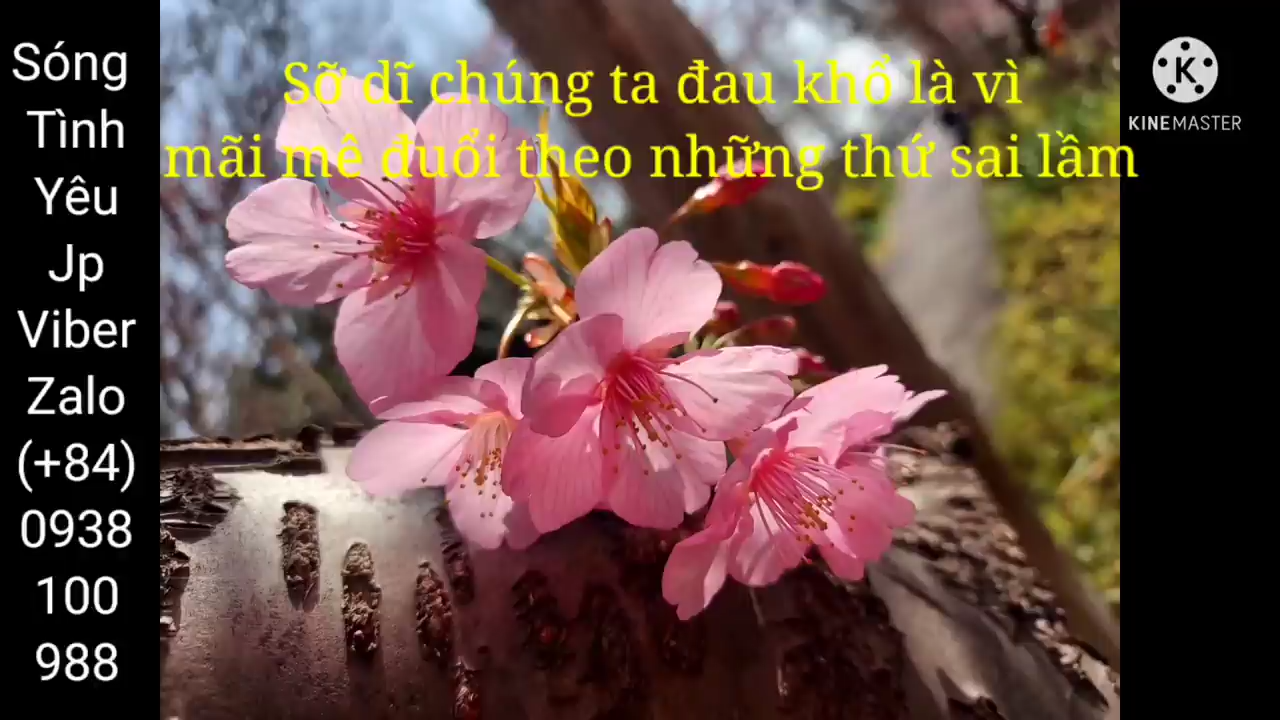 Sóng
Tình
Yêu
Jp
Viber
Zalo
(+84)
0938
100
988
Sỡ dĩ chúng ta đau khổ là vì
mãi mê đuổi theo những thứ sai lầm
K
KINEMASTER